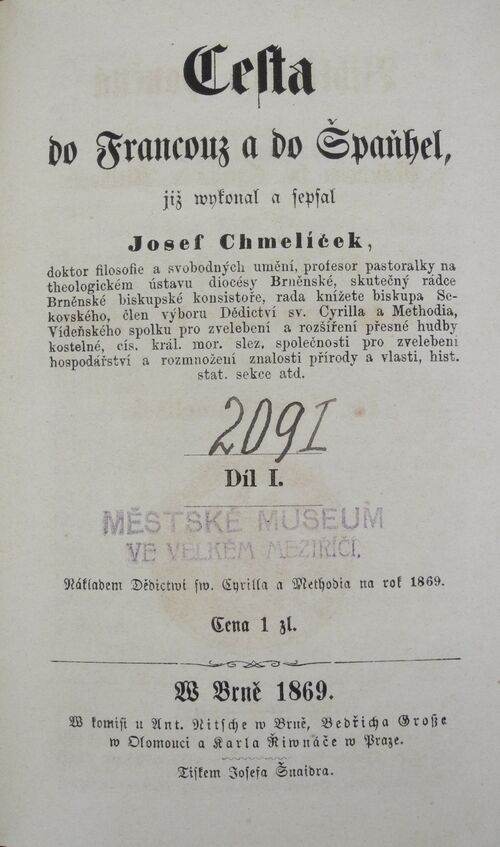 Cesta
do Francouz a do Španhel,
již wykonal a sepsal
Josef Chmelíček,
doktor filosofie a svobodných umění, profesor pastoralky na
theologickém ústavu diocésy Brněnské, skutečný rádce
Brněnské biskupské konsistoře, rada knížete biskupa Se-
kovského, člen výboru Dědictví sv. Cyrilla a Methodia,
Vídeňského spolku pro zvelebení a rozšíření přesné hudby
kostelné, cís. král. mor. slez. společnosti pro zvelebení
hospodářství a rozmnožení znalosti přírody a vlasti, hist.
stat. sekce atd.
209I
Díl I.
MĚSTSKÉ MUSEUM
VE VELKÉM MEZIŘÍČÍ.
Nákladem Dědictwí sw. Cyrilla a Methodia na rok 1869.
Cena 1 zl.
W Brně 1869.
W komisi u Ant. Nitsche w Brně, Bedřicha Große
w Olomouci a Karla Řiwnáče w Praze.
Tiskem Josefa Šnaidra.